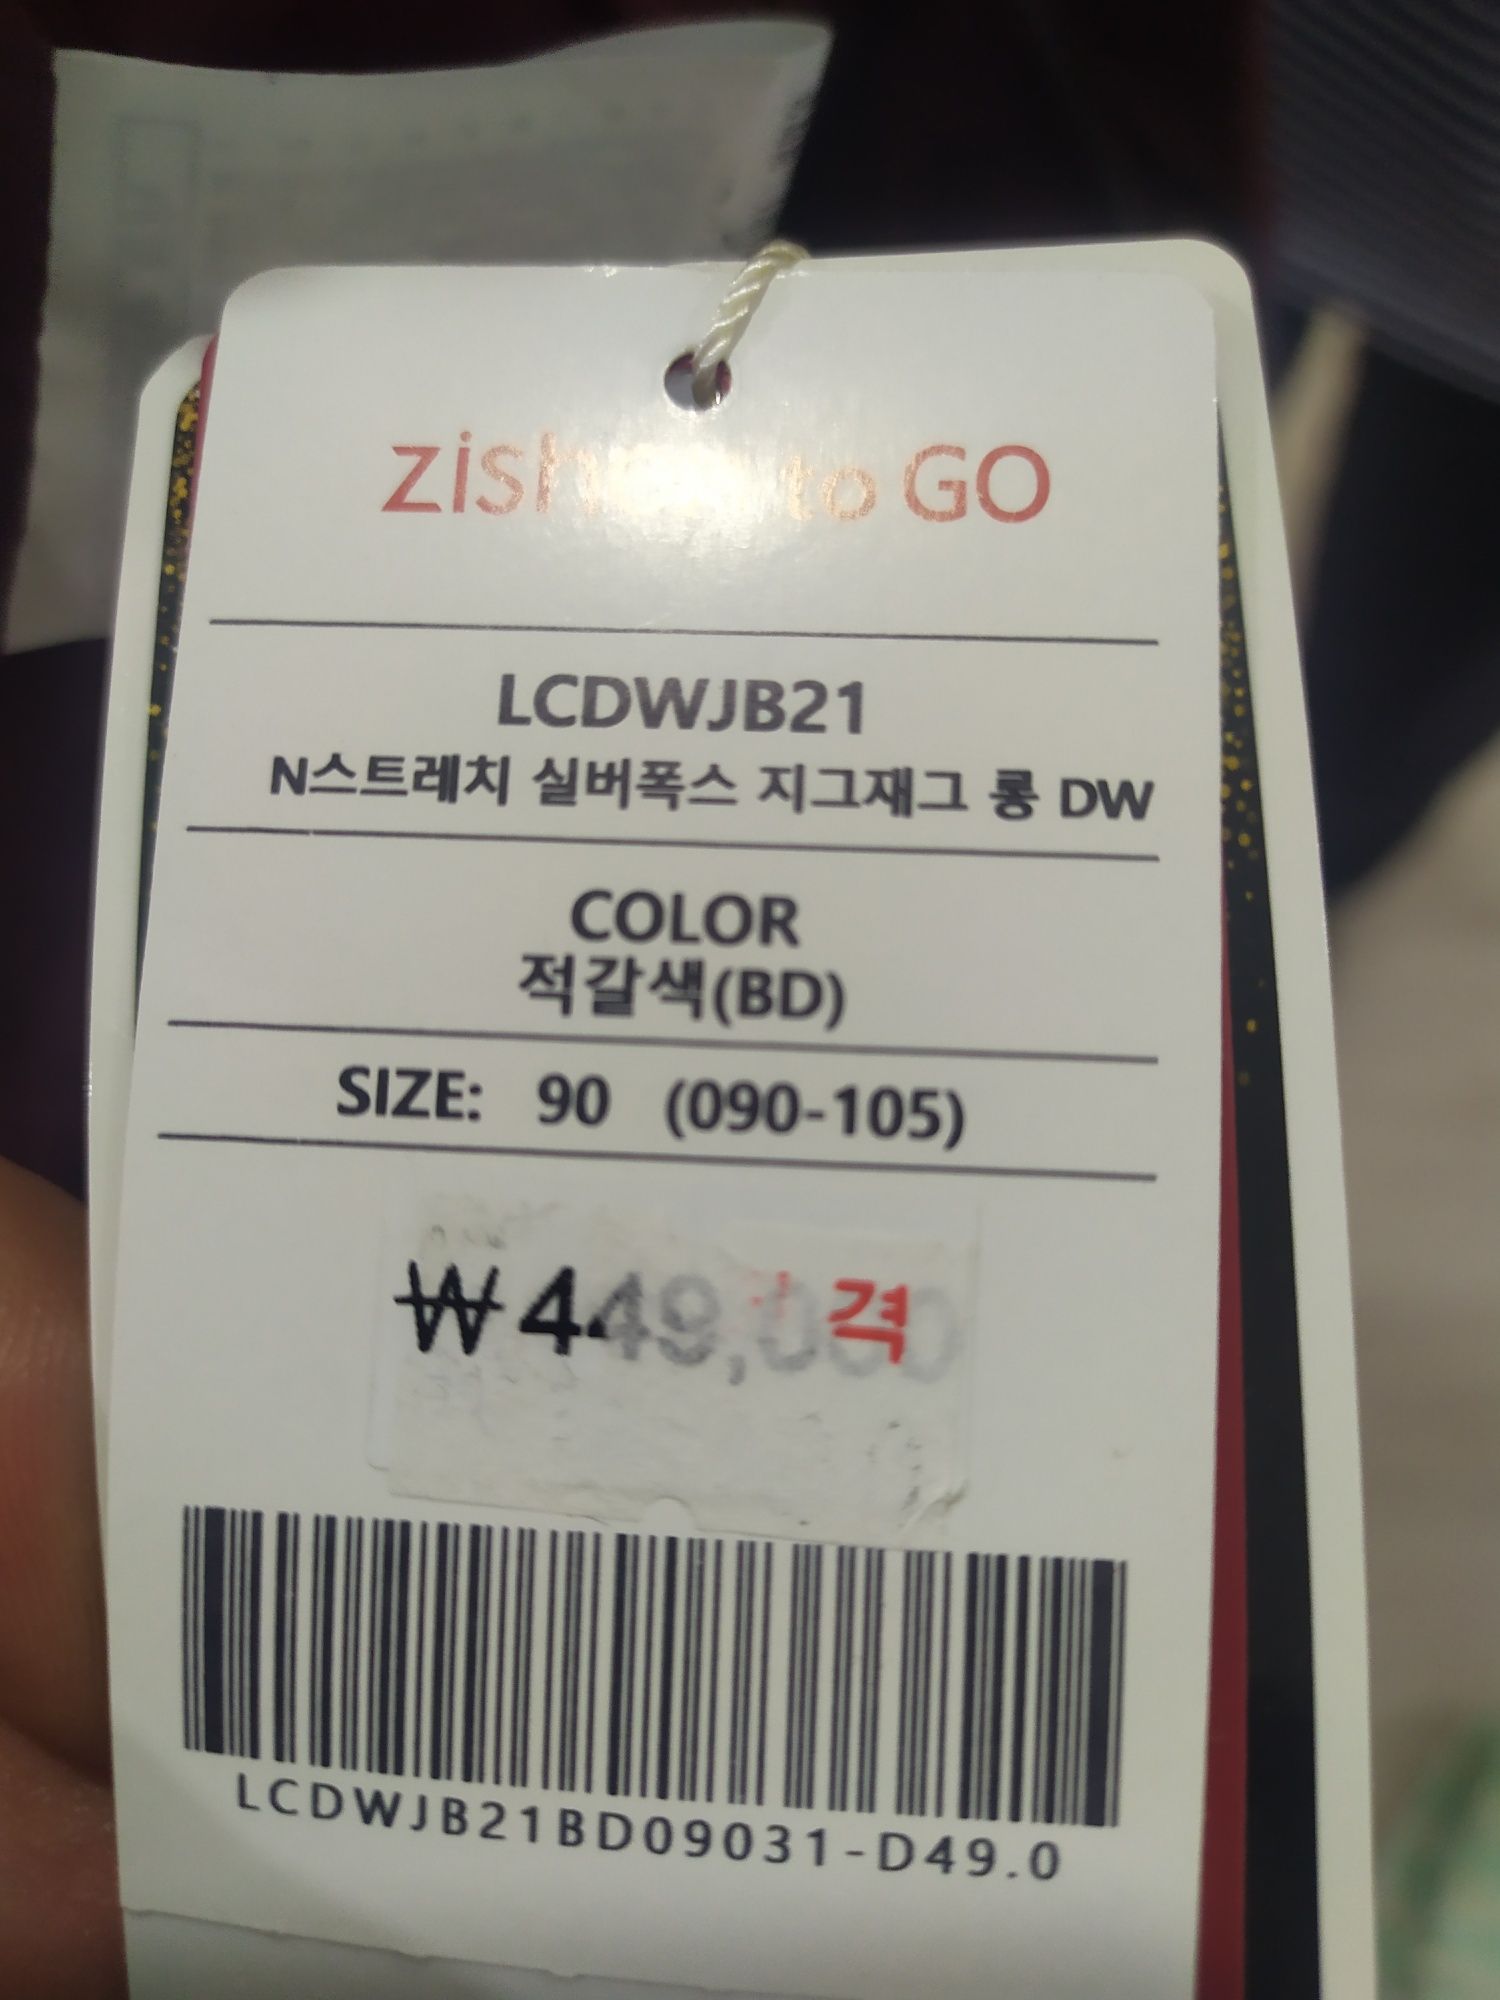 to GO
LCDWJB21
N스트레치 실버폭스 지그재그 롱 DW
COLOR
적갈색(BD)
SIZE: 90 (090-105)
₩449,000
격
LCDWJB21BD09031-D49.0